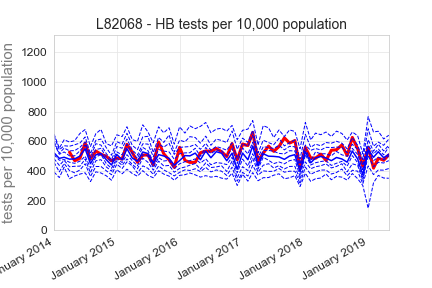 L82068 - HB tests per 10,000 population
tests per 10,000 population
1200
1000
800
600
400
200
0
nuary 2014
January 2015
January 2016
January 2017
January 2018
January 2019